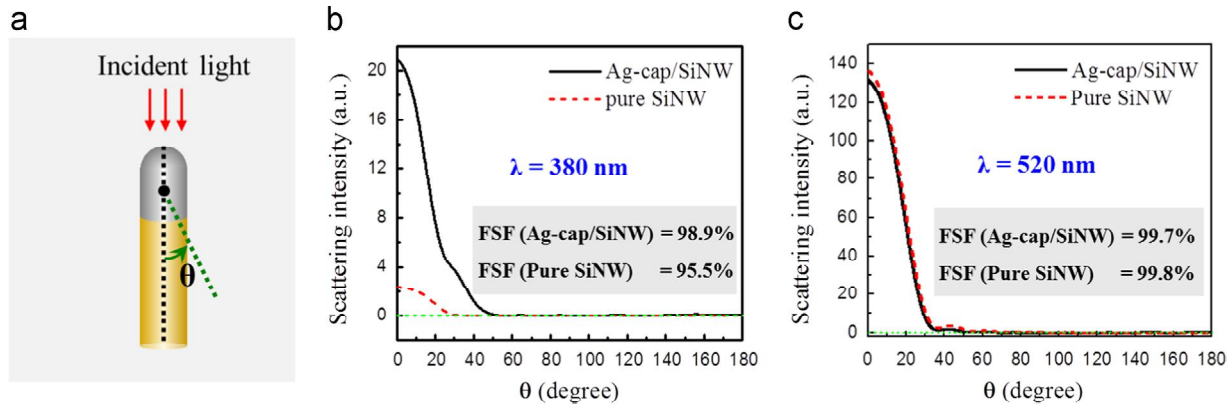 a
Incident light
θ
b
Scattering intensity (a.u.)
20
16
12
8
4
0
Ag-cap/SiNW
pure SiNW
λ = 380 nm
FSF (Ag-cap/SiNW) = 98.9%
FSF (Pure SiNW) = 95.5%
0 20 40 60 80 100 120 140 160 180
θ (degree)
c
Scattering intensity (a.u.)
140
120
100
80
60
40
20
0
Ag-cap/SiNW
Pure SiNW
λ = 520 nm
FSF (Ag-cap/SiNW) = 99.7%
FSF (Pure SiNW) = 99.8%
0 20 40 60 80 100 120 140 160 180
θ (degree)